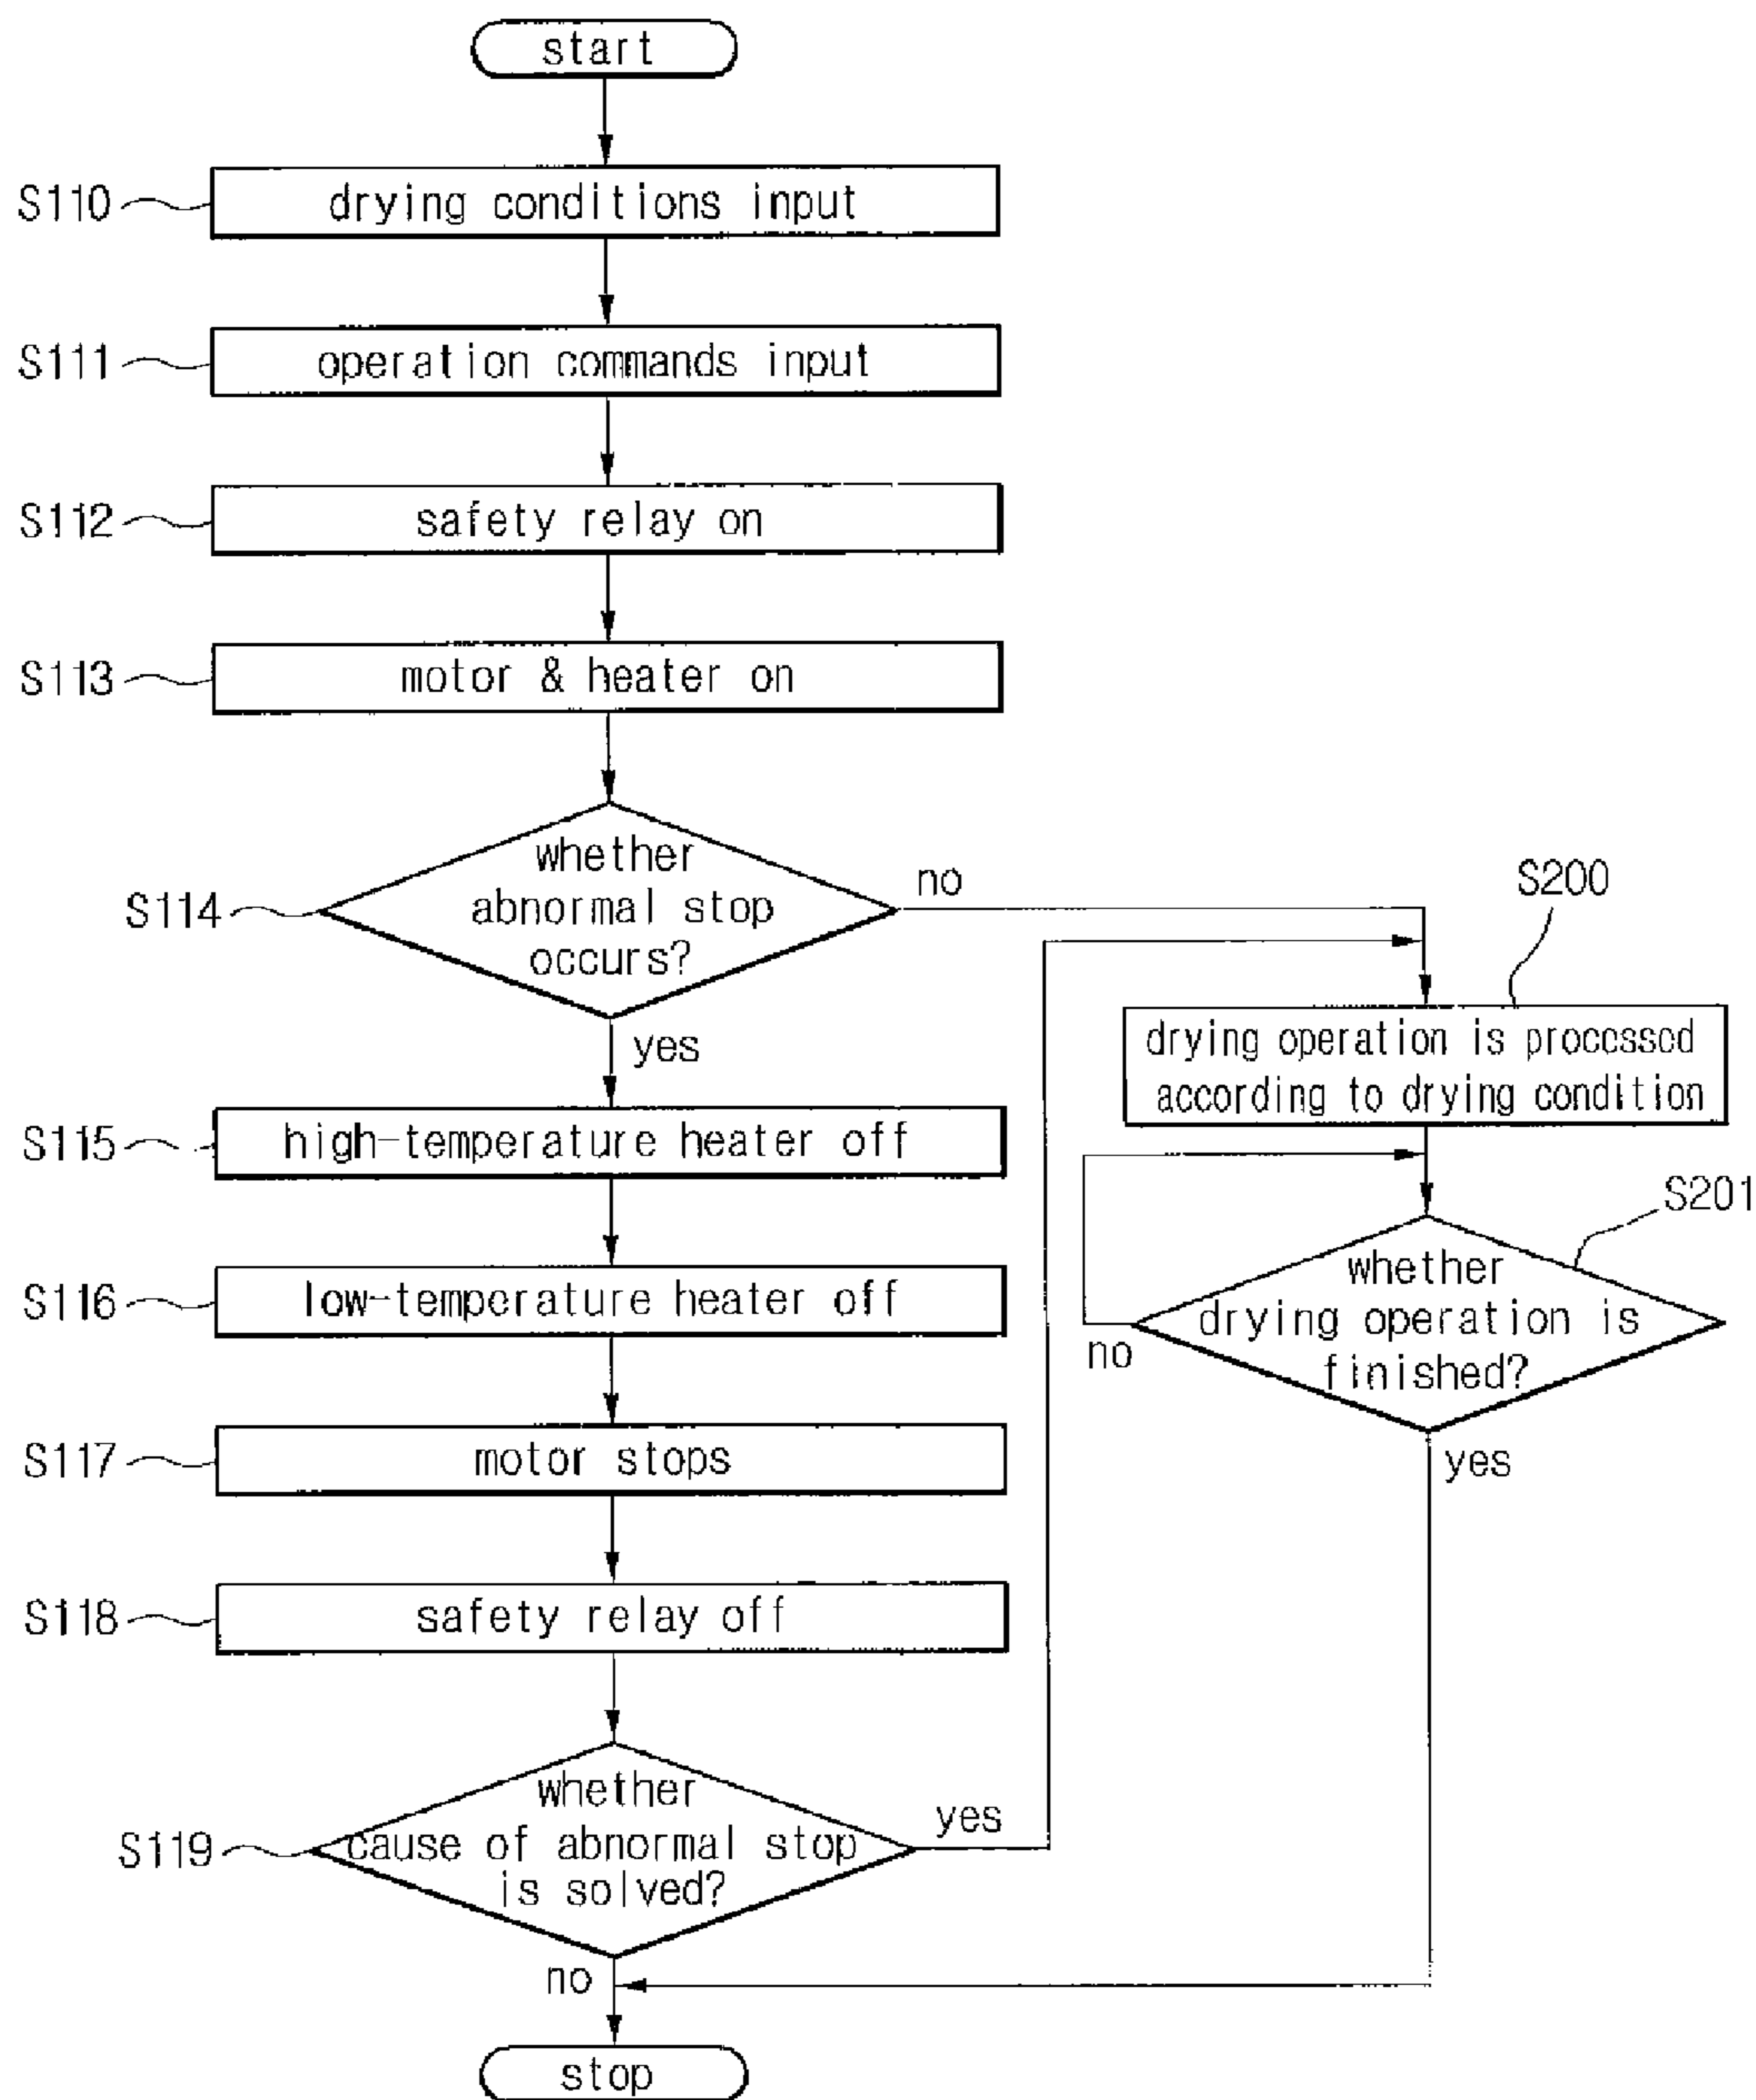 start
S110
drying conditions input
S111
operation commands input
S112
safety relay on
S113
motor & heater on
S114
whether
abnormal stop
occurs?
no
yes
S200
drying operation is processed
according to drying condition
S115
high-temperature heater off
S201
whether
drying operation is
finished?
no
yes
S116
low-temperature heater off
S117
motor stops
S118
safety relay off
S119
whether
cause of abnormal stop
is solved?
yes
no
stop